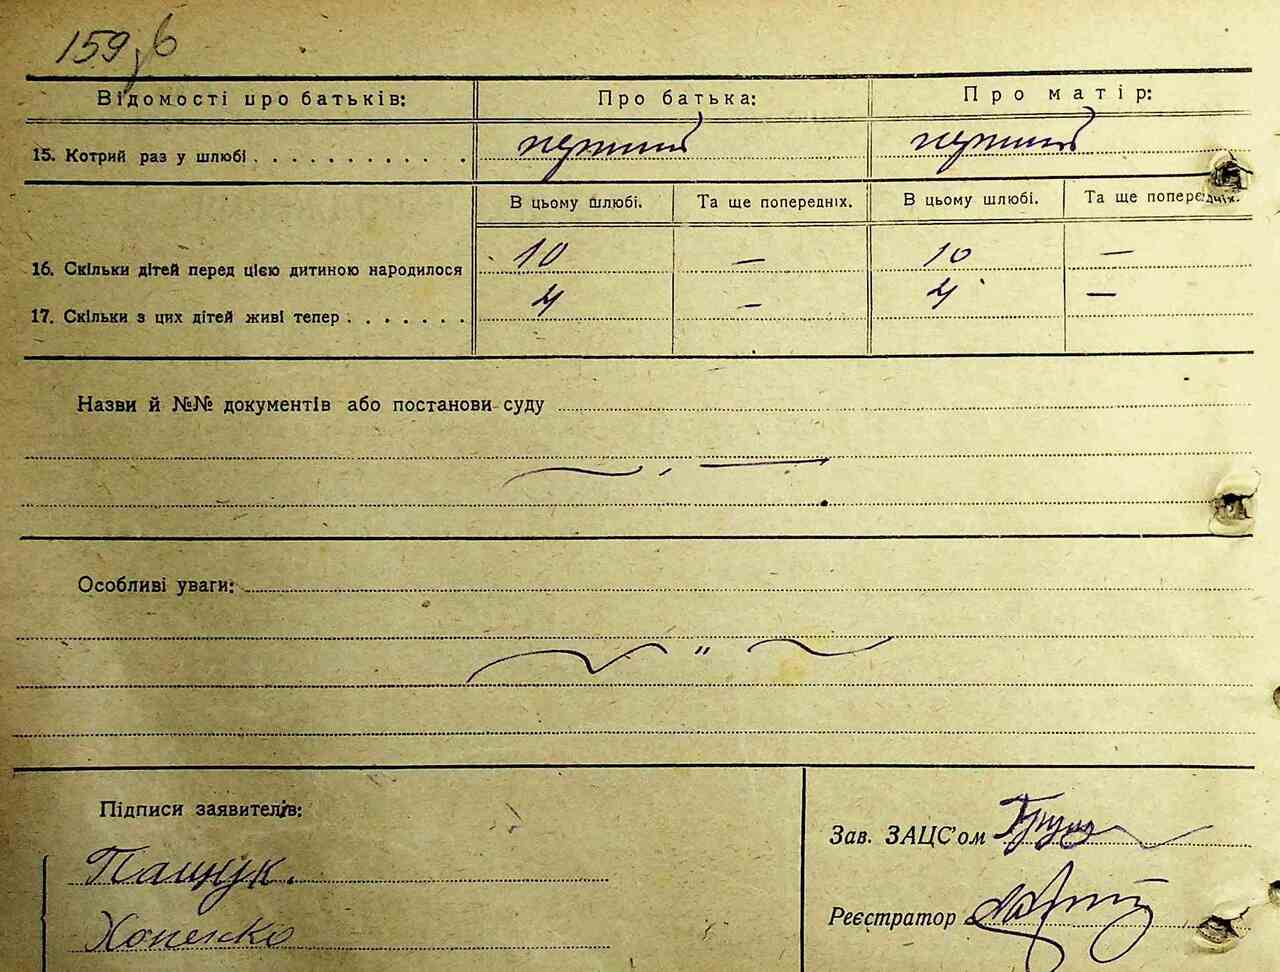 159 зв
Відомості про батьків: Про батька: Про матір:
15. Котрий раз у шлюбі . . . . . . . . . . . . перший перший
В цьому шлюбі. Та ще попередніх. В цьому шлюбі. Та ще попередніх.
16. Скільки дітей перед цією дитиною народилося 10 — 10 —
17. Скільки з цих дітей живі тепер . . . . . . . 4 — 4 —
Назви й №№ документів або постанови суду
Особливі уваги:
Підписи заявителів:
Пащук.
Зав. ЗАЦС'ом
Реєстратор